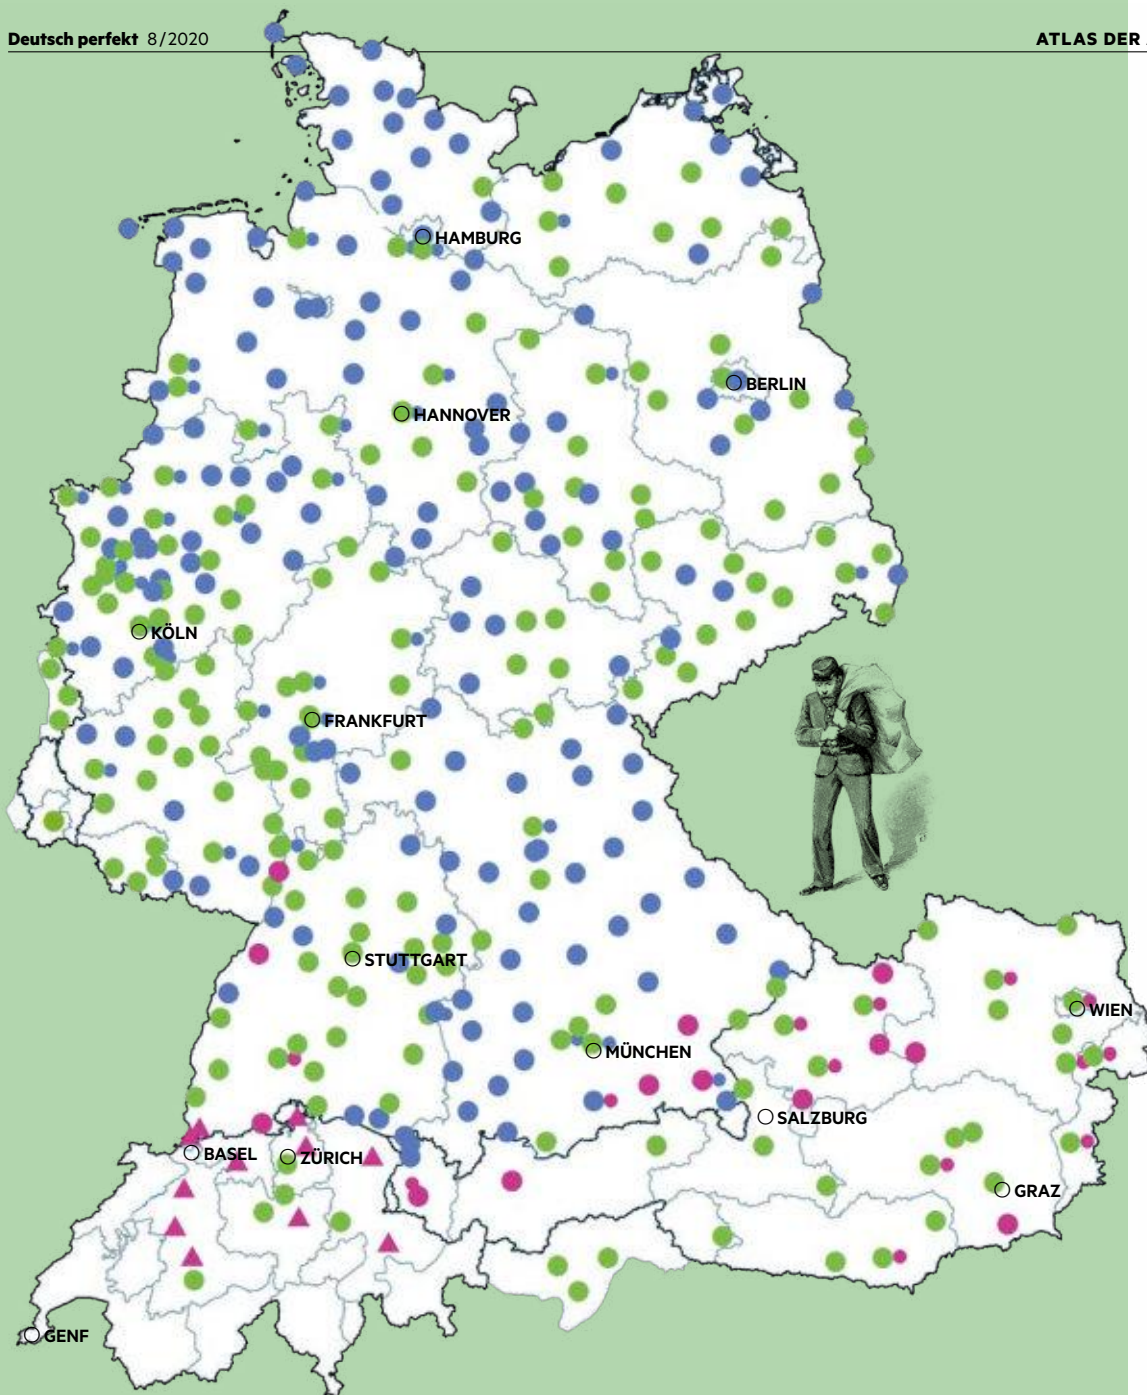 Deutsch perfekt 8/2020
ATLAS DER
HAMBURG
BERLIN
HANNOVER
KÖLN
FRANKFURT
STUTTGART
WIEN
MÜNCHEN
SALZBURG
BASEL
ZÜRICH
GRAZ
GENF